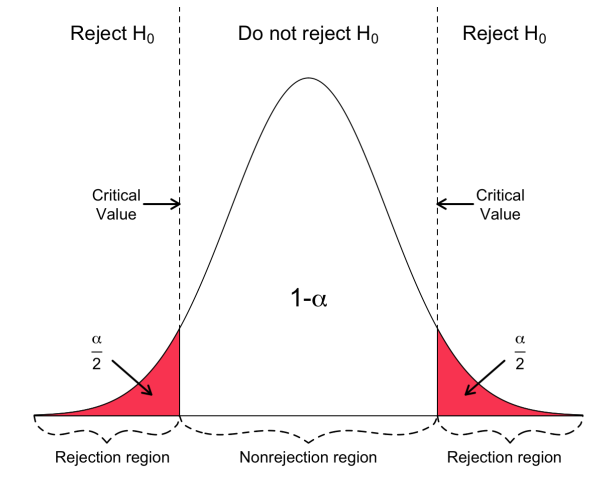 Reject H₀
Do not reject H₀
Reject H₀
Critical
Value
Critical
Value
1-α
α
2
α
2
Rejection region
Nonrejection region
Rejection region